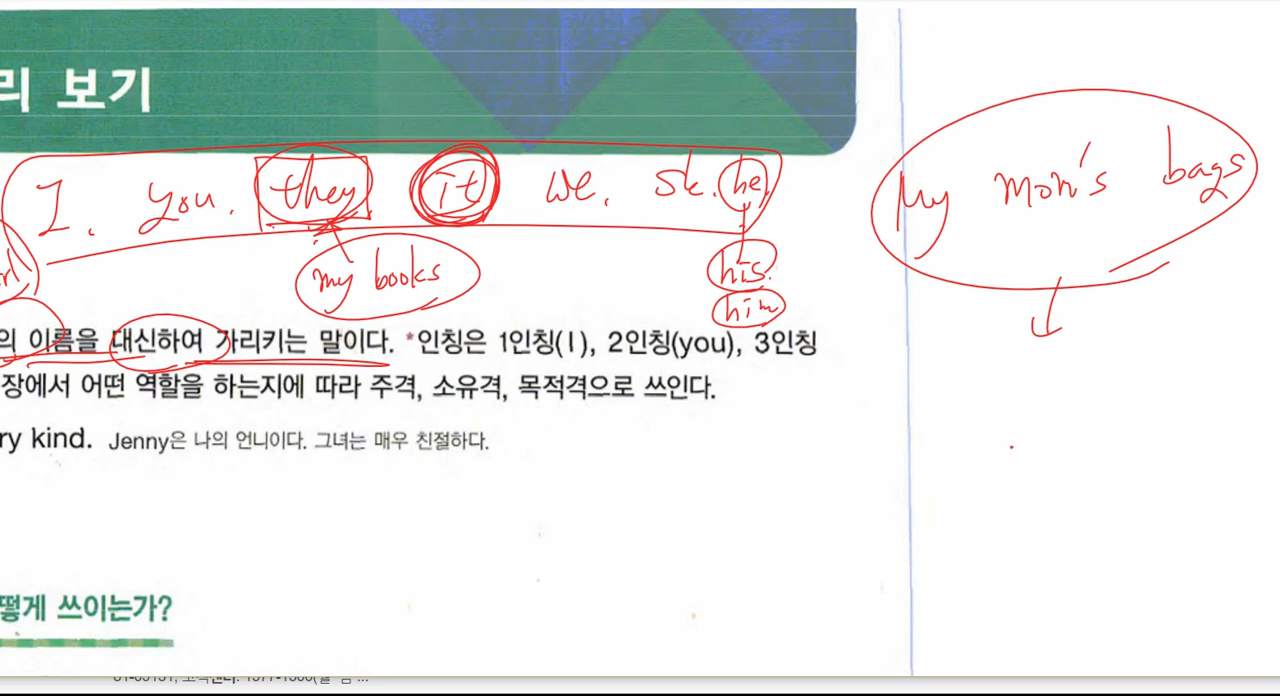 리 보기
I. you. they it we. she. he.
My mom's bags
my books
his.
him
의 이름을 대신하여 가리키는 말이다. *인칭은 1인칭(I), 2인칭(you), 3인칭
장에서 어떤 역할을 하는지에 따라 주격, 소유격, 목적격으로 쓰인다.
ry kind. Jenny은 나의 언니이다. 그녀는 매우 친절하다.
떻게 쓰이는가?